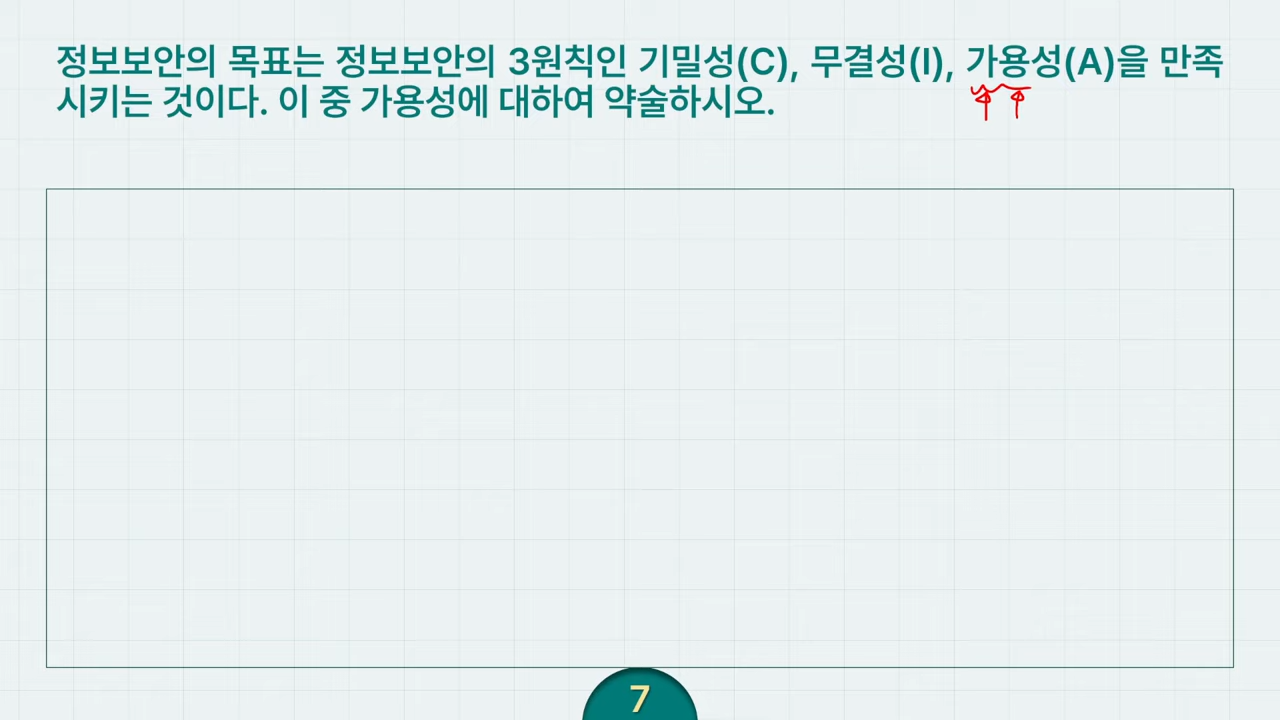 정보보안의 목표는 정보보안의 3원칙인 기밀성(C), 무결성(I), 가용성(A)을 만족
시키는 것이다. 이 중 가용성에 대하여 약술하시오.
7